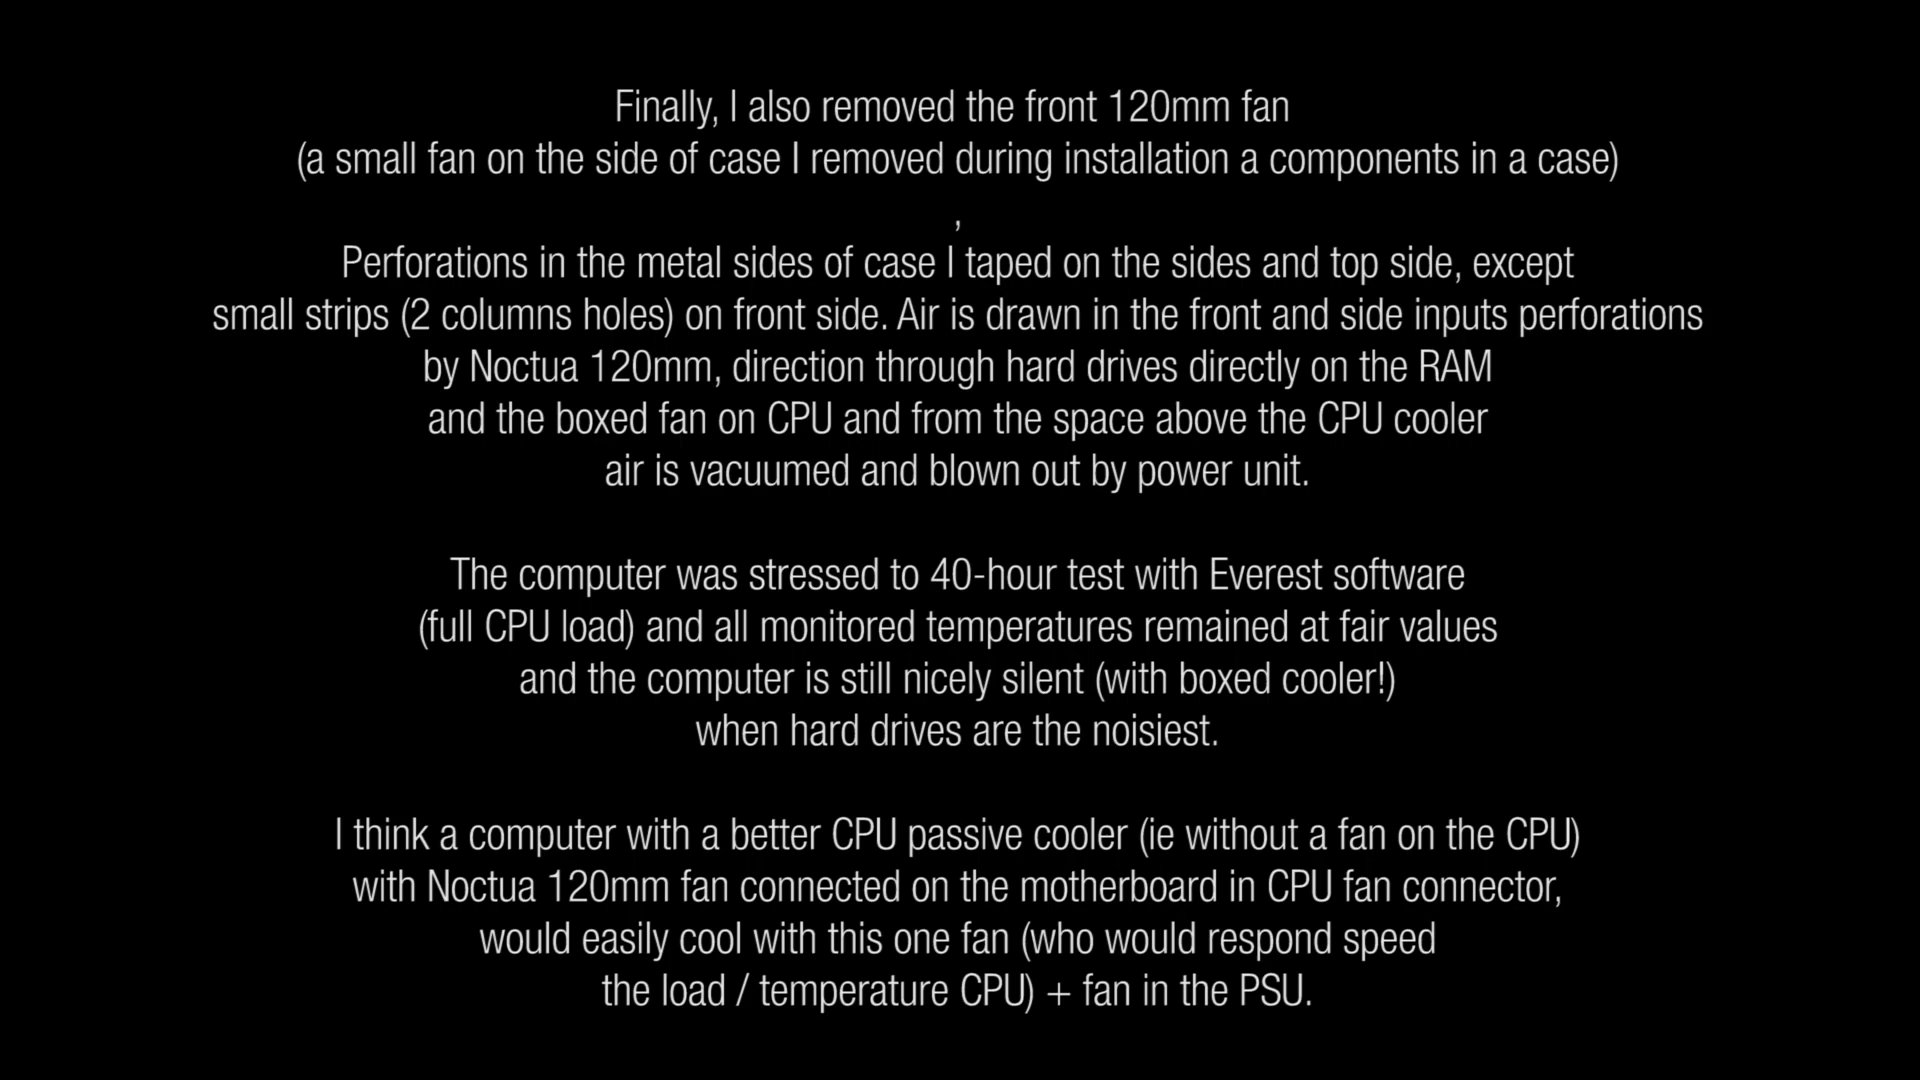 Finally, I also removed the front 120mm fan
(a small fan on the side of case I removed during installation a components in a case)
,
Perforations in the metal sides of case I taped on the sides and top side, except
small strips (2 columns holes) on front side. Air is drawn in the front and side inputs perforations
by Noctua 120mm, direction through hard drives directly on the RAM
and the boxed fan on CPU and from the space above the CPU cooler
air is vacuumed and blown out by power unit.
The computer was stressed to 40-hour test with Everest software
(full CPU load) and all monitored temperatures remained at fair values
and the computer is still nicely silent (with boxed cooler!)
when hard drives are the noisiest.
I think a computer with a better CPU passive cooler (ie without a fan on the CPU)
with Noctua 120mm fan connected on the motherboard in CPU fan connector,
would easily cool with this one fan (who would respond speed
the load / temperature CPU) + fan in the PSU.